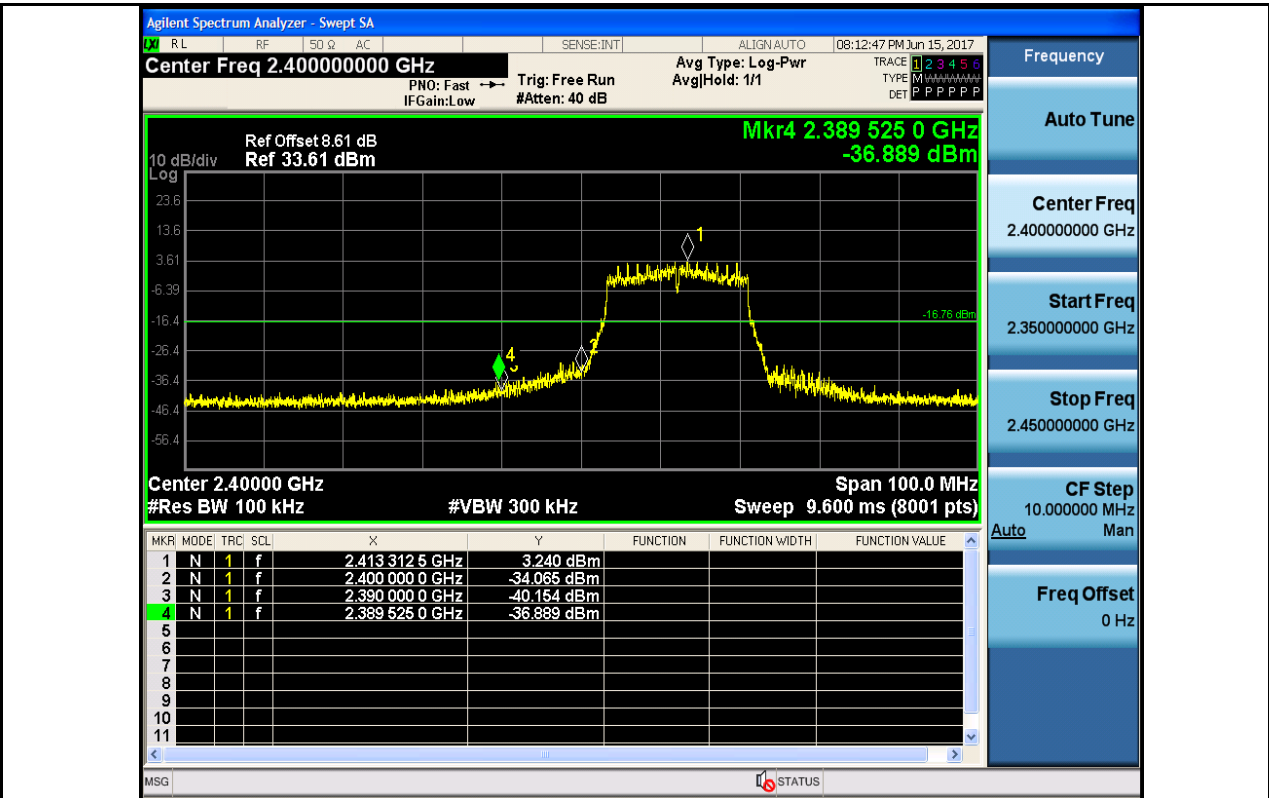 Agilent Spectrum Analyzer - Swept SA
LXI RL RF 50 Ω AC SENSE:INT ALIGN AUTO 08:12:47 PM Jun 15, 2017
Center Freq 2.400000000 GHz
PNO: Fast
IFGain:Low
Trig: Free Run
#Atten: 40 dB
Avg Type: Log-Pwr
Avg|Hold: 1/1
TRACE 1 2 3 4 5 6
TYPE M
DET P P P P P P
Mkr4 2.389 525 0 GHz
-36.889 dBm
Ref Offset 8.61 dB
10 dB/div Ref 33.61 dBm
Log
23.6
13.6
3.61
-6.39
-16.4
-26.4
-36.4
-46.4
-56.4
1
-16.76 dBm
2
4
Center 2.40000 GHz Span 100.0 MHz
#Res BW 100 kHz #VBW 300 kHz Sweep 9.600 ms (8001 pts)
MKR MODE TRC SCL X Y FUNCTION FUNCTION WIDTH FUNCTION VALUE
1 N 1 f 2.413 312 5 GHz 3.240 dBm
2 N 1 f 2.400 000 0 GHz -34.065 dBm
3 N 1 f 2.390 000 0 GHz -40.154 dBm
4 N 1 f 2.389 525 0 GHz -36.889 dBm
5
6
7
8
9
10
11
MSG STATUS
Frequency
Auto Tune
Center Freq
2.400000000 GHz
Start Freq
2.350000000 GHz
Stop Freq
2.450000000 GHz
CF Step
10.000000 MHz
Auto Man
Freq Offset
0 Hz